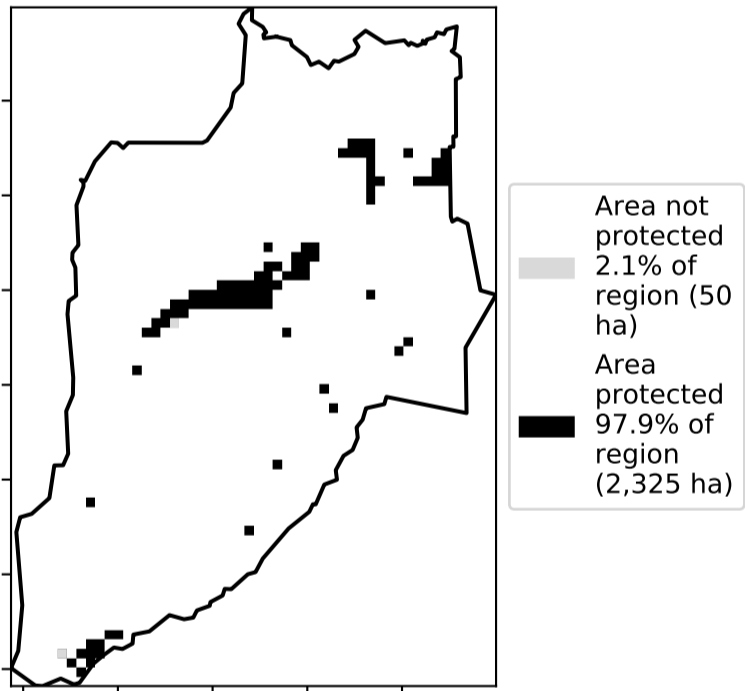 Area not
protected
2.1% of
region (50
ha)
Area
protected
97.9% of
region
(2,325 ha)